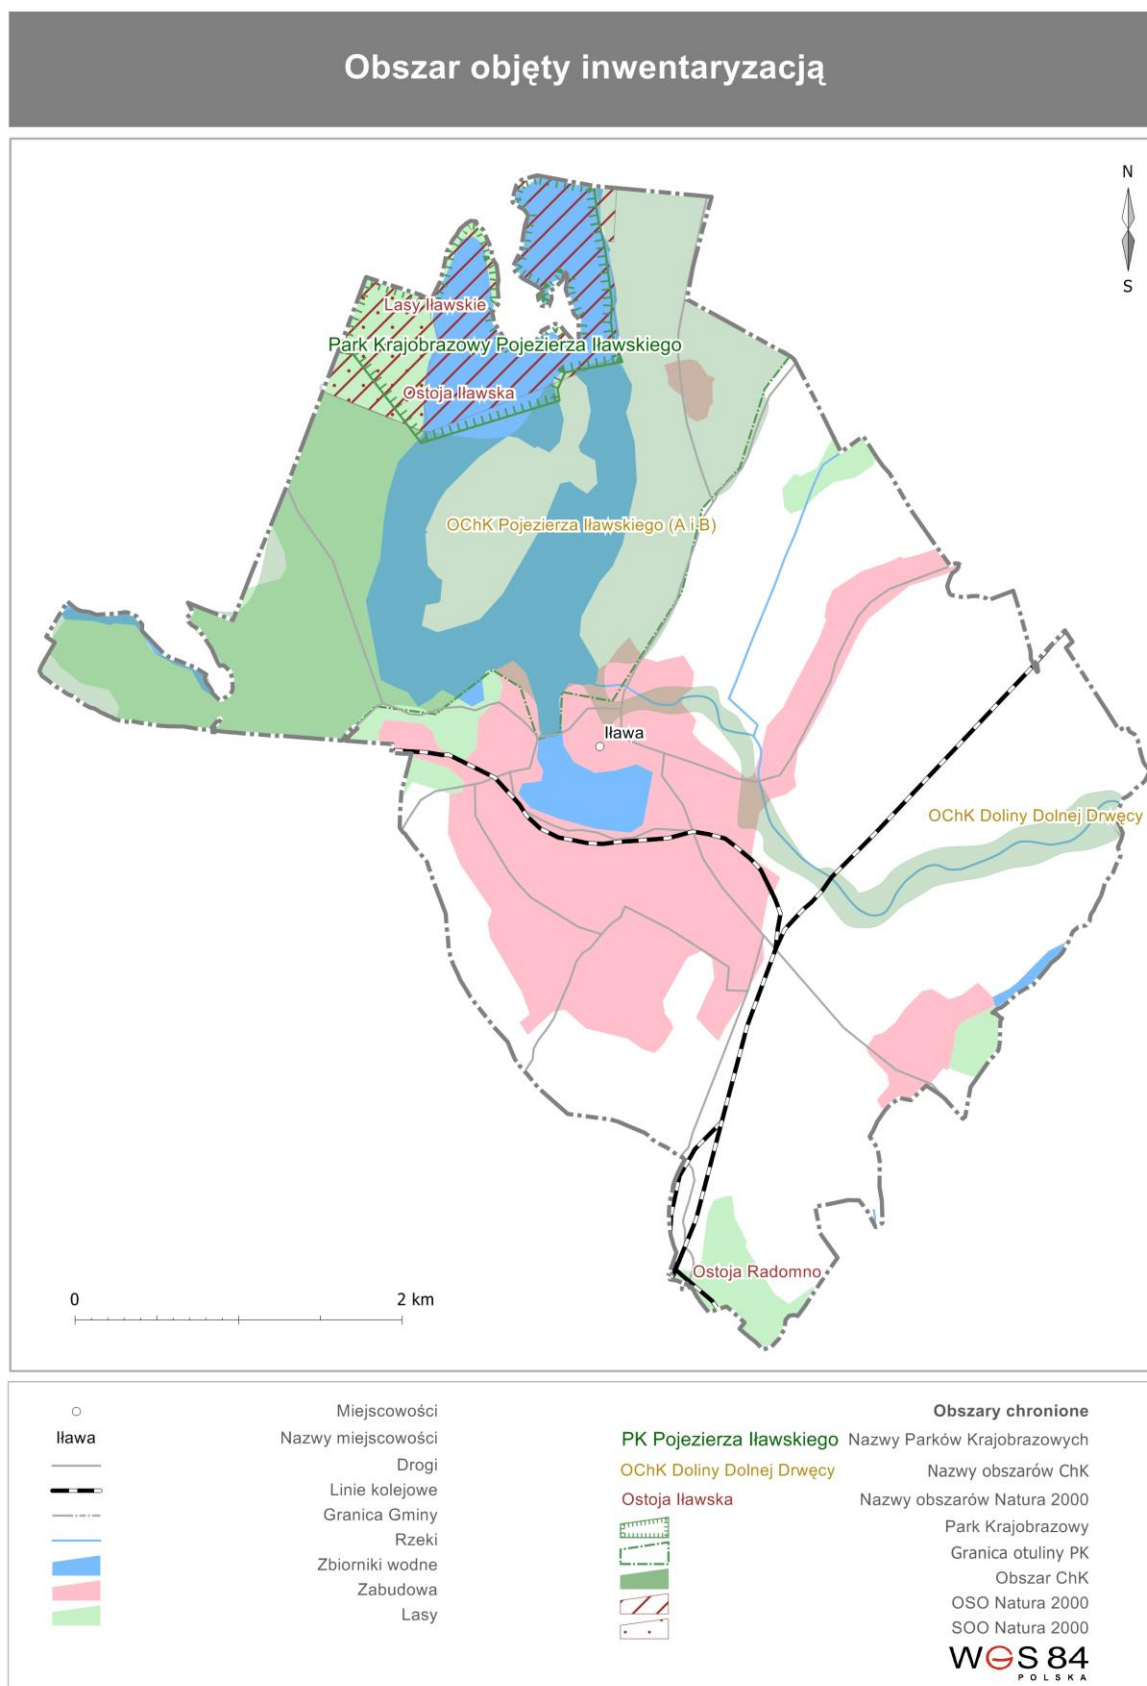 Obszar objęty inwentaryzacją
N
S
Lasy Iławskie
Park Krajobrazowy Pojezierza Iławskiego
Ostoja Iławska
OChK Pojezierza Iławskiego (A i B)
Iława
OChK Doliny Dolnej Drwęcy
Ostoja Radomno
0 2 km
Miejscowości
Iława Nazwy miejscowości
Drogi
Linie kolejowe
Granica Gminy
Rzeki
Zbiorniki wodne
Zabudowa
Lasy
Obszary chronione
PK Pojezierza Iławskiego Nazwy Parków Krajobrazowych
OChK Doliny Dolnej Drwęcy Nazwy obszarów ChK
Ostoja Iławska Nazwy obszarów Natura 2000
Park Krajobrazowy
Granica otuliny PK
Obszar ChK
OSO Natura 2000
SOO Natura 2000
WGS 84
POLSKA